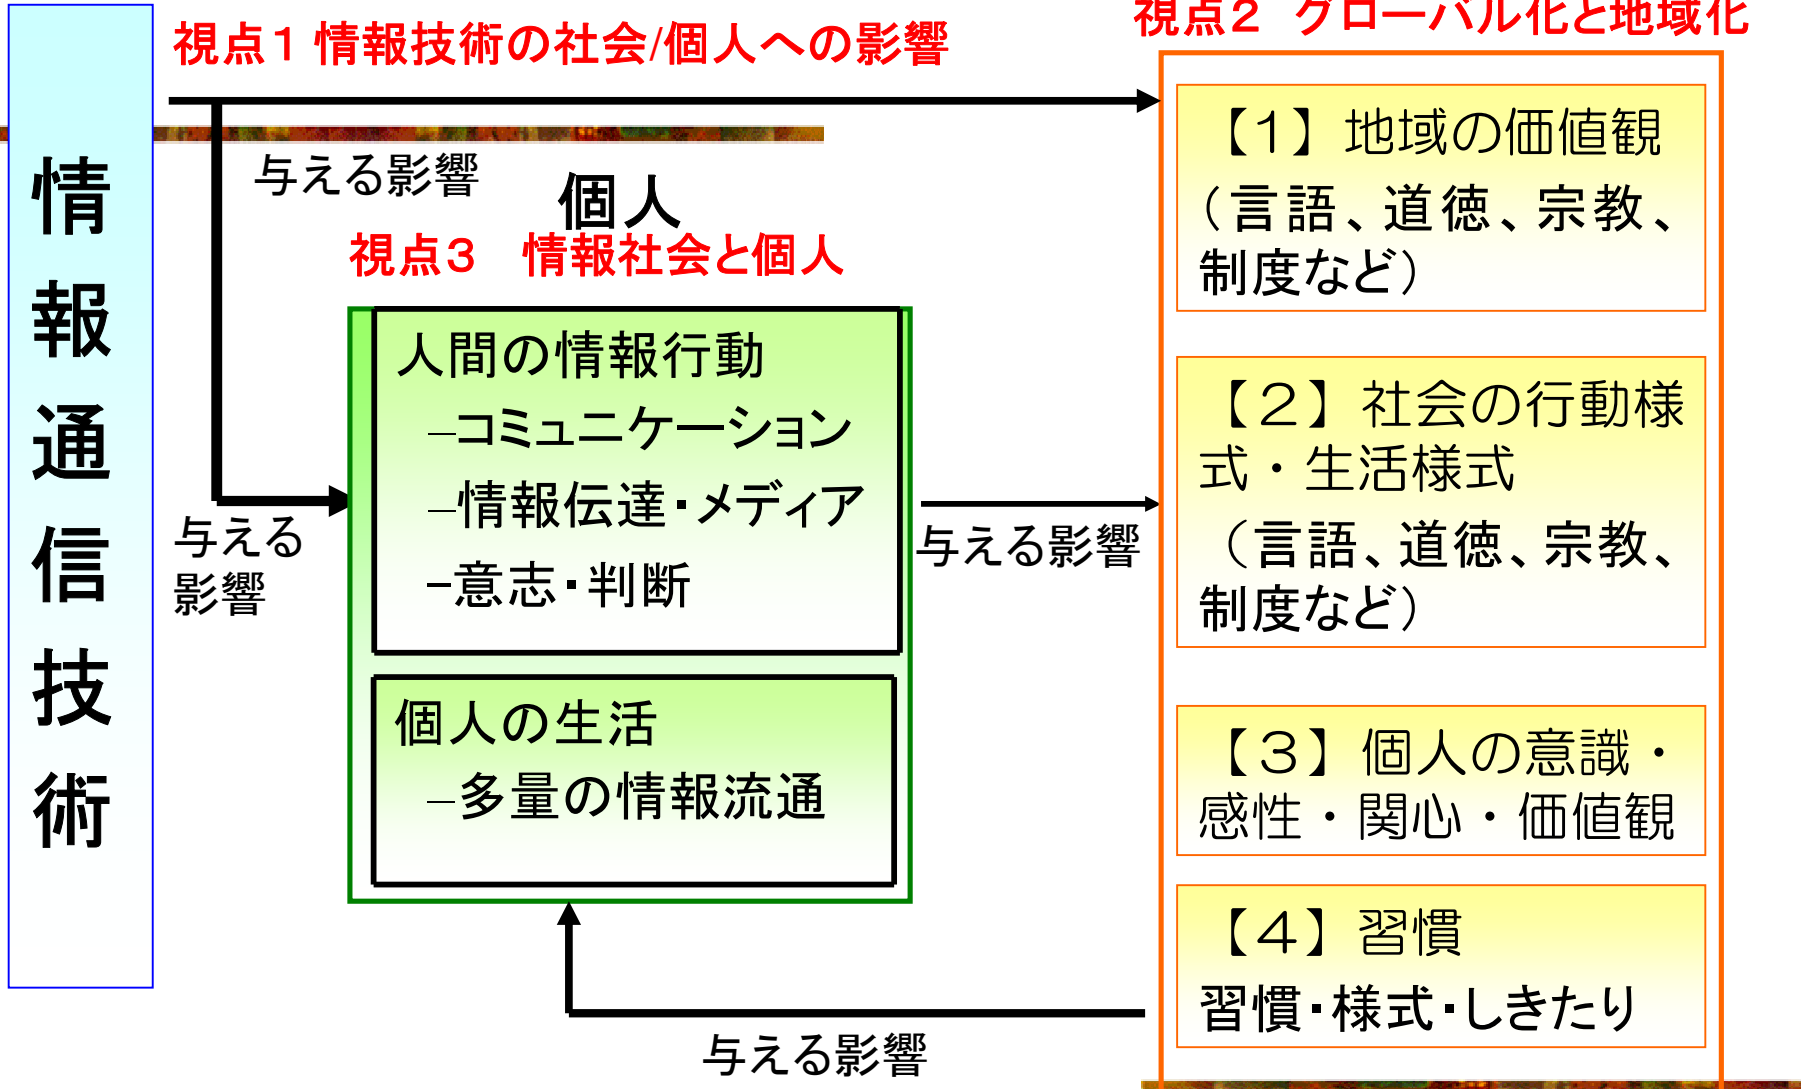 情報通信技術
視点1 情報技術の社会/個人への影響
与える影響
個人
視点3 情報社会と個人
与える
影響
人間の情報行動
–コミュニケーション
–情報伝達・メディア
–意志・判断
個人の生活
–多量の情報流通
与える影響
与える影響
視点2 グローバル化と地域化
【1】地域の価値観
（言語、道徳、宗教、
制度など）
【2】社会の行動様
式・生活様式
（言語、道徳、宗教、
制度など）
【3】個人の意識・
感性・関心・価値観
【4】習慣
習慣・様式・しきたり